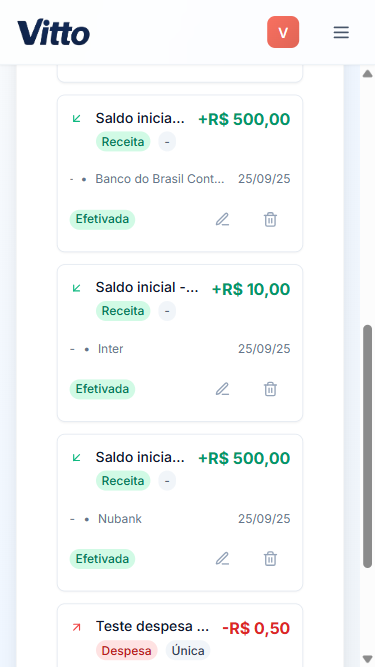 Vitto
V
Saldo inicia... +R$ 500,00
Receita -
- • Banco do Brasil Cont... 25/09/25
Efetivada
Saldo inicial -... +R$ 10,00
Receita -
- • Inter 25/09/25
Efetivada
Saldo inicia... +R$ 500,00
Receita -
- • Nubank 25/09/25
Efetivada
Teste despesa ... -R$ 0,50
Despesa Única